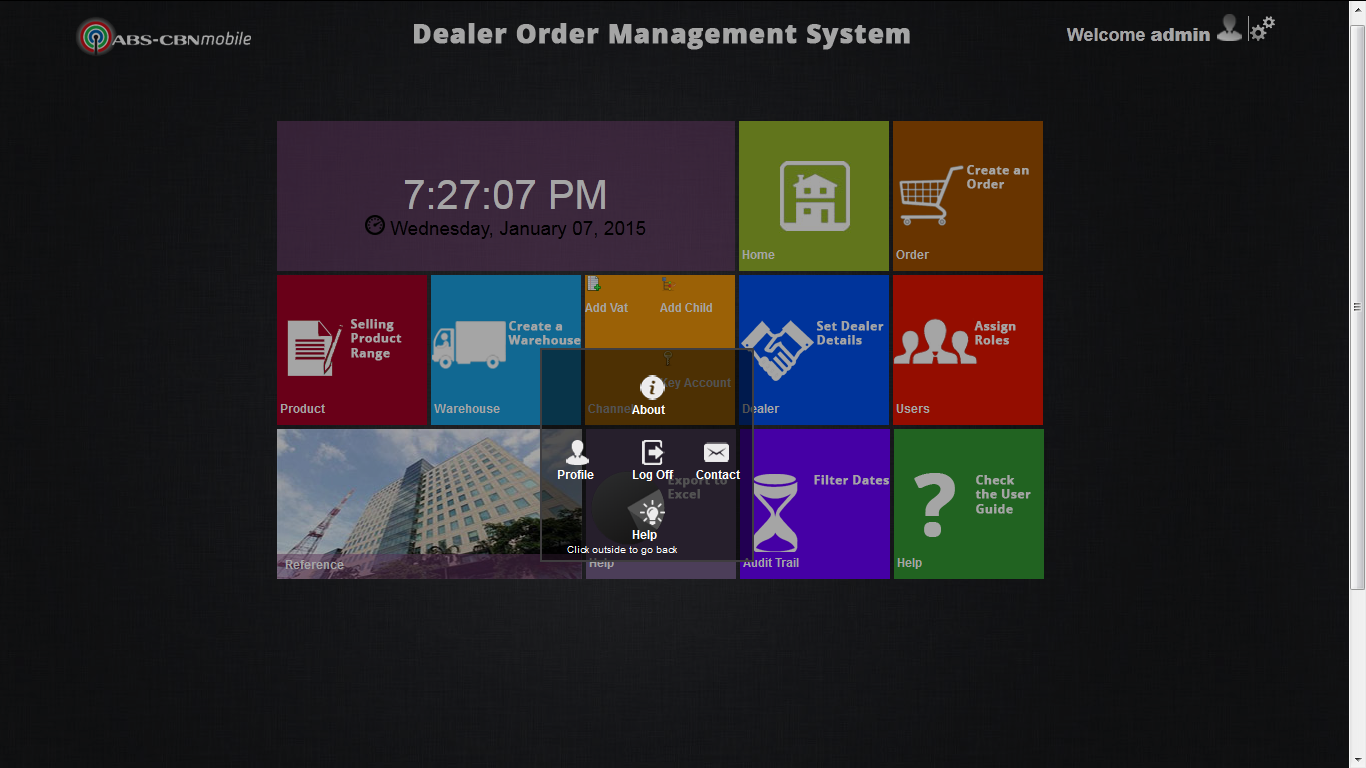 ABS-CBNmobile
Dealer Order Management System
Welcome admin
7:27:07 PM
Wednesday, January 07, 2015
Home
Create an
Order
Order
Selling
Product
Range
Product
Create a
Warehouse
Warehouse
Add Vat
Add Child
Key Account
Channel
Set Dealer
Details
Dealer
Assign
Roles
Users
About
Profile
Log Off
Contact
Help
Click outside to go back
Reference
Export to
Excel
Help
Filter Dates
Audit Trail
Check
the User
Guide
Help